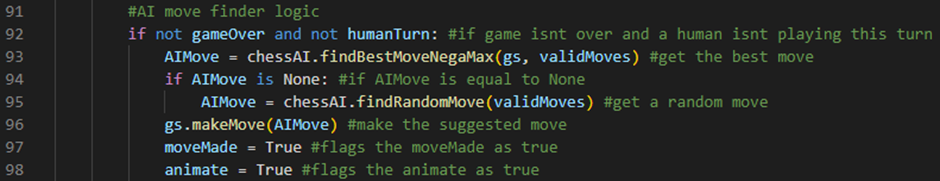 91 #AI move finder logic
92 if not gameOver and not humanTurn: #if game isnt over and a human isnt playing this turn
93 AIMove = chessAI.findBestMoveNegaMax(gs, validMoves) #get the best move
94 if AIMove is None: #if AIMove is equal to None
95 AIMove = chessAI.findRandomMove(validMoves) #get a random move
96 gs.makeMove(AIMove) #make the suggested move
97 moveMade = True #flags the moveMade as true
98 animate = True #flags the animate as true